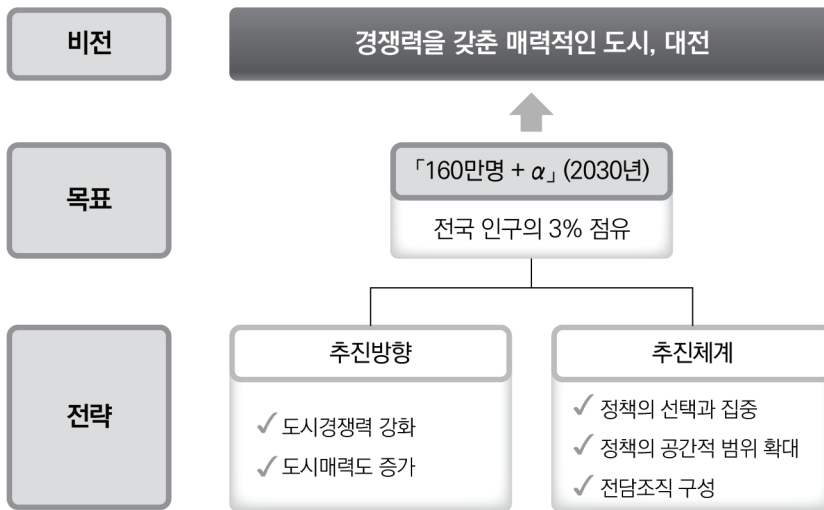 비전
경쟁력을 갖춘 매력적인 도시, 대전
목표
「160만명 + α」 (2030년)
전국 인구의 3% 점유
전략
추진방향
✓ 도시경쟁력 강화
✓ 도시매력도 증가
추진체계
✓ 정책의 선택과 집중
✓ 정책의 공간적 범위 확대
✓ 전담조직 구성